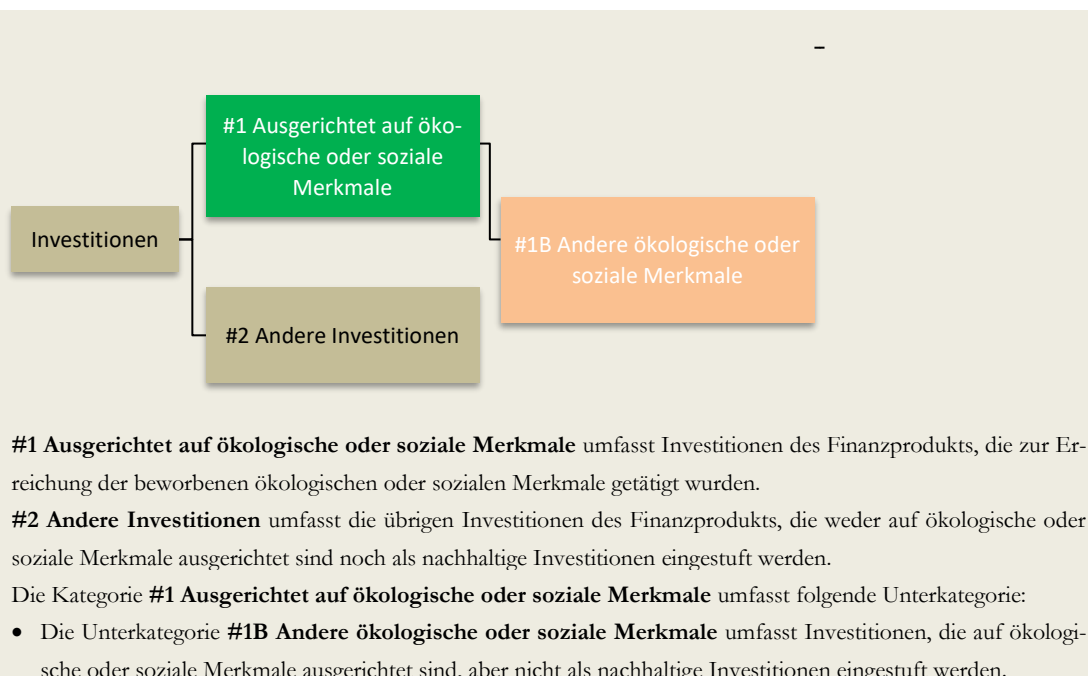 –
#1 Ausgerichtet auf öko-
logische oder soziale
Merkmale
Investitionen
#1B Andere ökologische oder
soziale Merkmale
#2 Andere Investitionen
#1 Ausgerichtet auf ökologische oder soziale Merkmale umfasst Investitionen des Finanzprodukts, die zur Er-
reichung der beworbenen ökologischen oder sozialen Merkmale getätigt wurden.
#2 Andere Investitionen umfasst die übrigen Investitionen des Finanzprodukts, die weder auf ökologische oder
soziale Merkmale ausgerichtet sind noch als nachhaltige Investitionen eingestuft werden.
Die Kategorie #1 Ausgerichtet auf ökologische oder soziale Merkmale umfasst folgende Unterkategorie:
• Die Unterkategorie #1B Andere ökologische oder soziale Merkmale umfasst Investitionen, die auf ökologi-
sche oder soziale Merkmale ausgerichtet sind, aber nicht als nachhaltige Investitionen eingestuft werden.